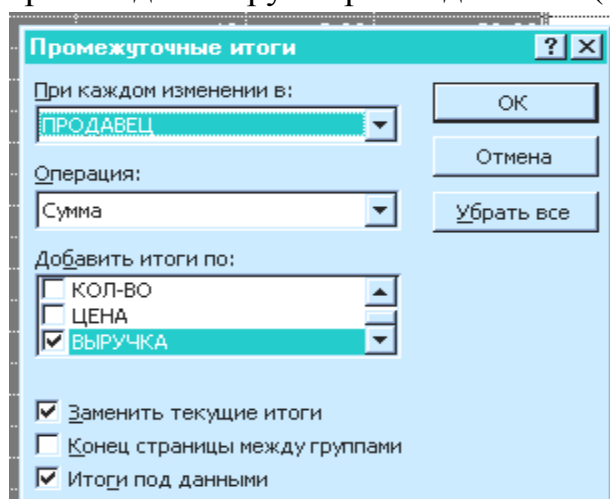 Промежуточные итоги
При каждом изменении в:
ПРОДАВЕЦ
ОК
Отмена
Операция:
Сумма
Убрать все
Добавить итоги по:
КОЛ-ВО
ЦЕНА
ВЫРУЧКА
Заменить текущие итоги
Конец страницы между группами
Итоги под данными